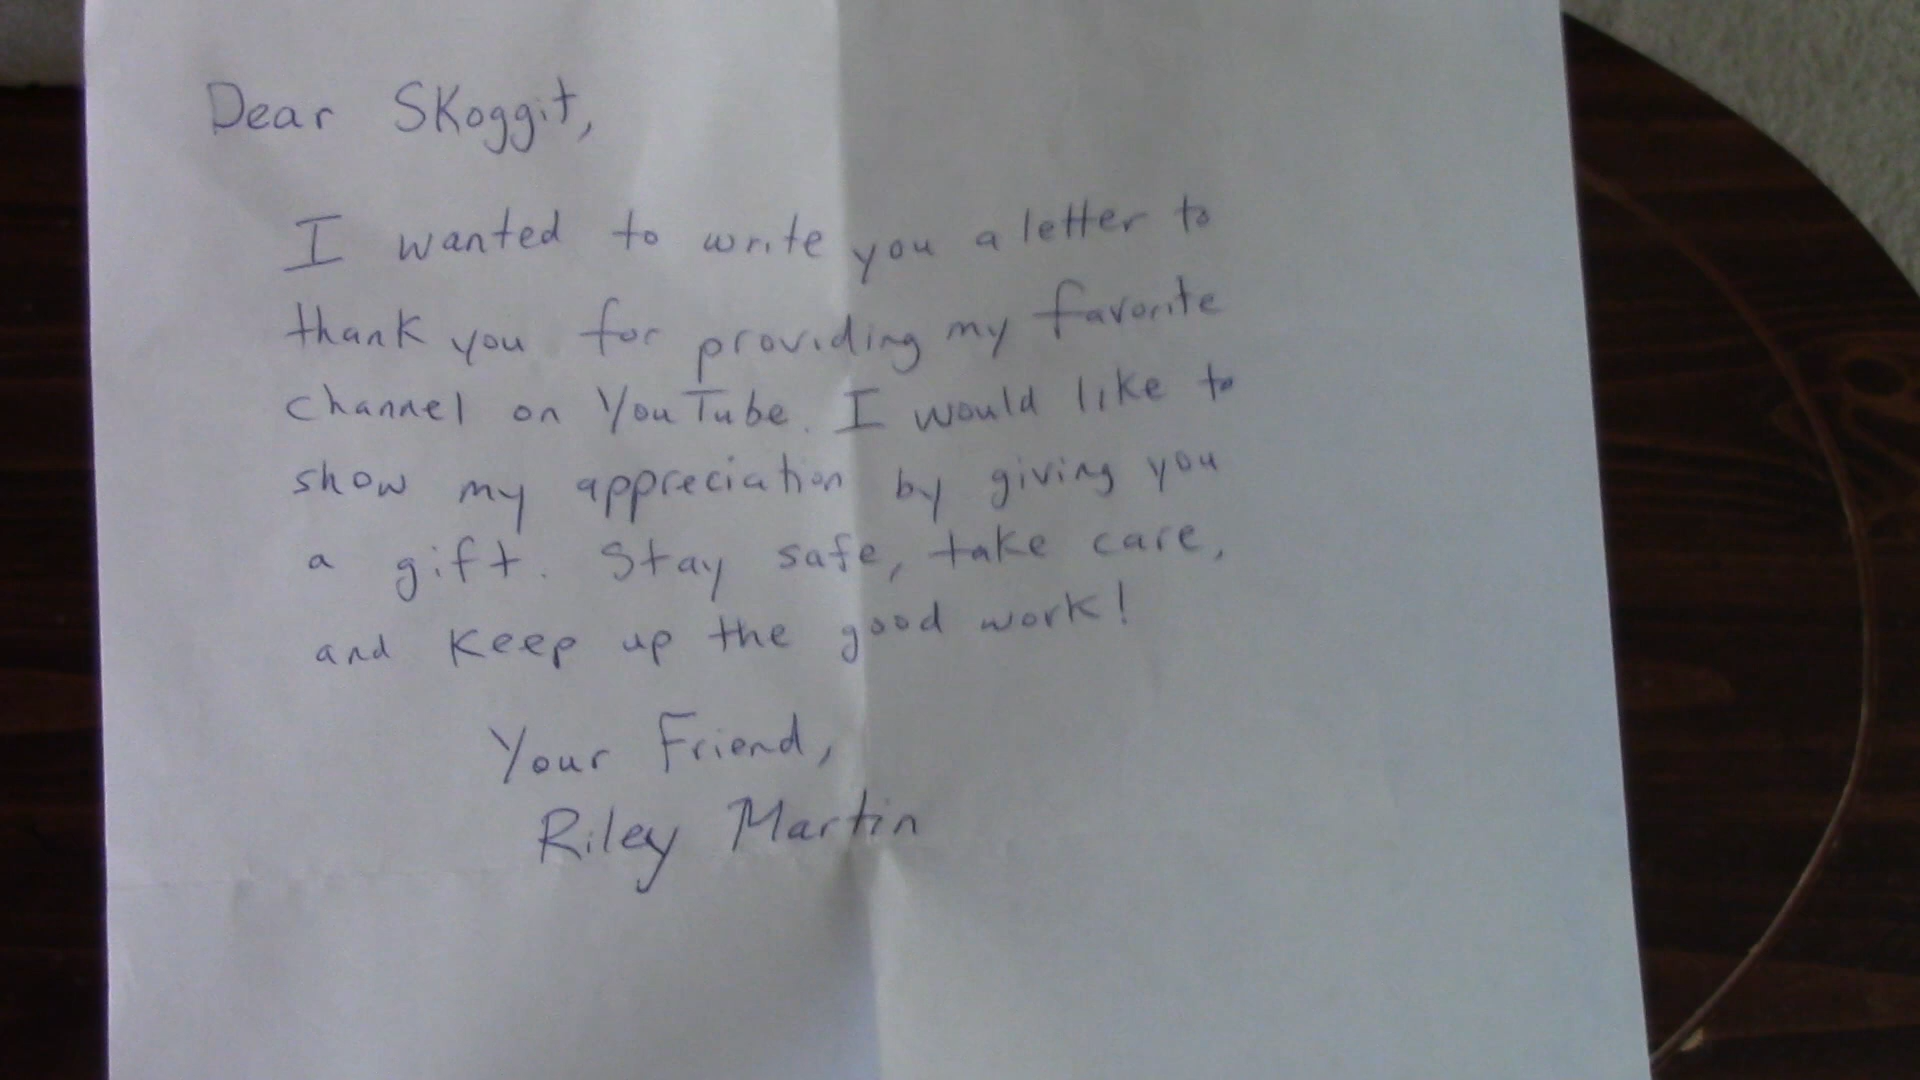 Dear SKoggit,
I wanted to write you a letter to
thank you for providing my favorite
channel on YouTube. I would like to
show my appreciation by giving you
a gift. Stay safe, take care,
and keep up the good work!
Your Friend,
Riley Martin